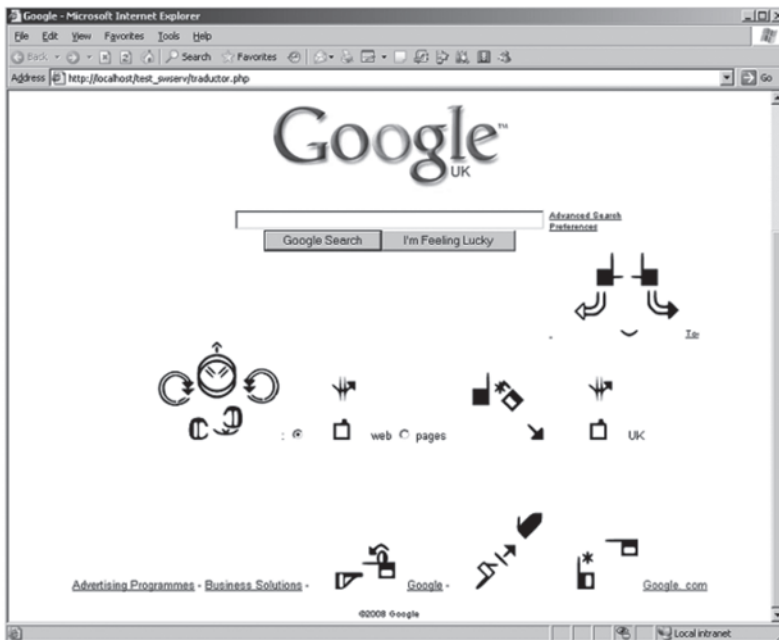 Google - Microsoft Internet Explorer
File Edit View Favorites Tools Help
Back Search Favorites
Address http://localhost/test_swserv/traductor.php Go
Google™
UK
Advanced Search
Preferences
Google Search I'm Feeling Lucky
: web pages UK
Advertising Programmes - Business Solutions - Google - Google.com
©2008 Google
Local intranet